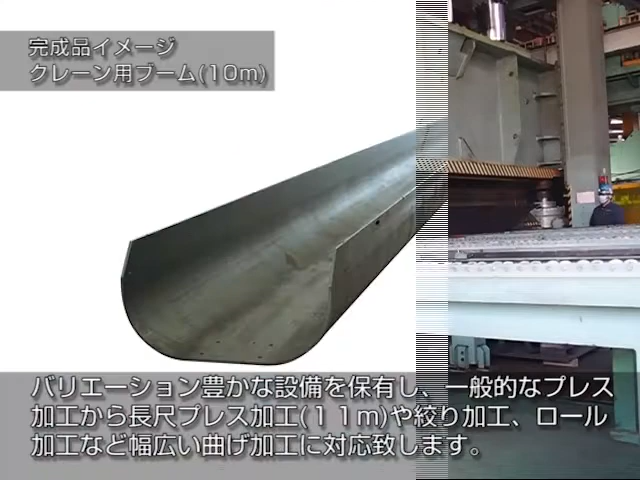 完成品イメージ
クレーン用ブーム(10m)
バリエーション豊かな設備を保有し、一般的なプレス
加工から長尺プレス加工(１１m)や絞り加工、ロール
加工など幅広い曲げ加工に対応致します。